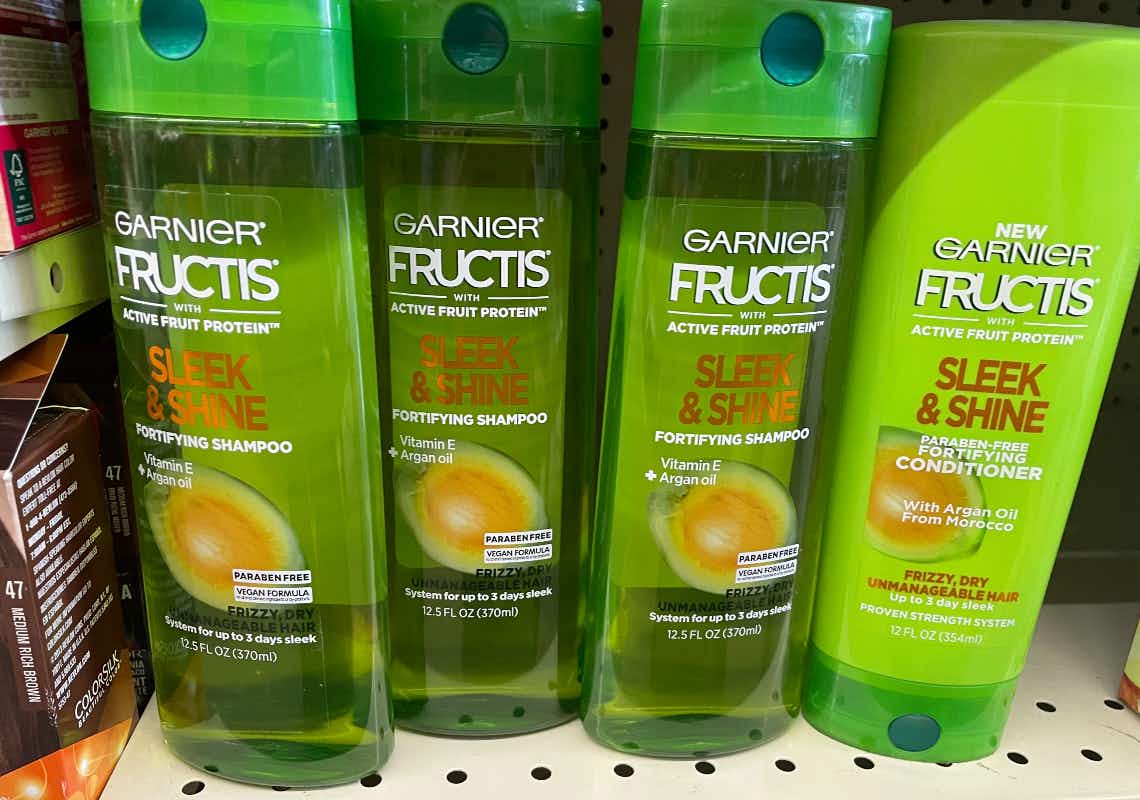 GARNIER
FRUCTIS
WITH
ACTIVE FRUIT PROTEIN™
SLEEK
& SHINE
FORTIFYING SHAMPOO
Vitamin E
+ Argan oil
PARABEN FREE
VEGAN FORMULA
FRIZZY, DRY
UNMANAGEABLE HAIR
System for up to 3 days sleek
12.5 FL OZ (370ml)
GARNIER
FRUCTIS
WITH
ACTIVE FRUIT PROTEIN™
SLEEK
& SHINE
FORTIFYING SHAMPOO
Vitamin E
+ Argan oil
PARABEN FREE
VEGAN FORMULA
FRIZZY, DRY
UNMANAGEABLE HAIR
System for up to 3 days sleek
12.5 FL OZ (370ml)
GARNIER
FRUCTIS
WITH
ACTIVE FRUIT PROTEIN™
SLEEK
& SHINE
FORTIFYING SHAMPOO
Vitamin E
+ Argan oil
PARABEN FREE
VEGAN FORMULA
FRIZZY, DRY
UNMANAGEABLE HAIR
System for up to 3 days sleek
12.5 FL OZ (370ml)
NEW
GARNIER
FRUCTIS
WITH
ACTIVE FRUIT PROTEIN™
SLEEK
& SHINE
PARABEN-FREE
FORTIFYING
CONDITIONER
With Argan Oil
From Morocco
FRIZZY, DRY
UNMANAGEABLE HAIR
Up to 3 day sleek
PROVEN STRENGTH SYSTEM
12 FL OZ (354ml)
FSC
47
MEDIUM RICH BROWN
COLORSILK
47